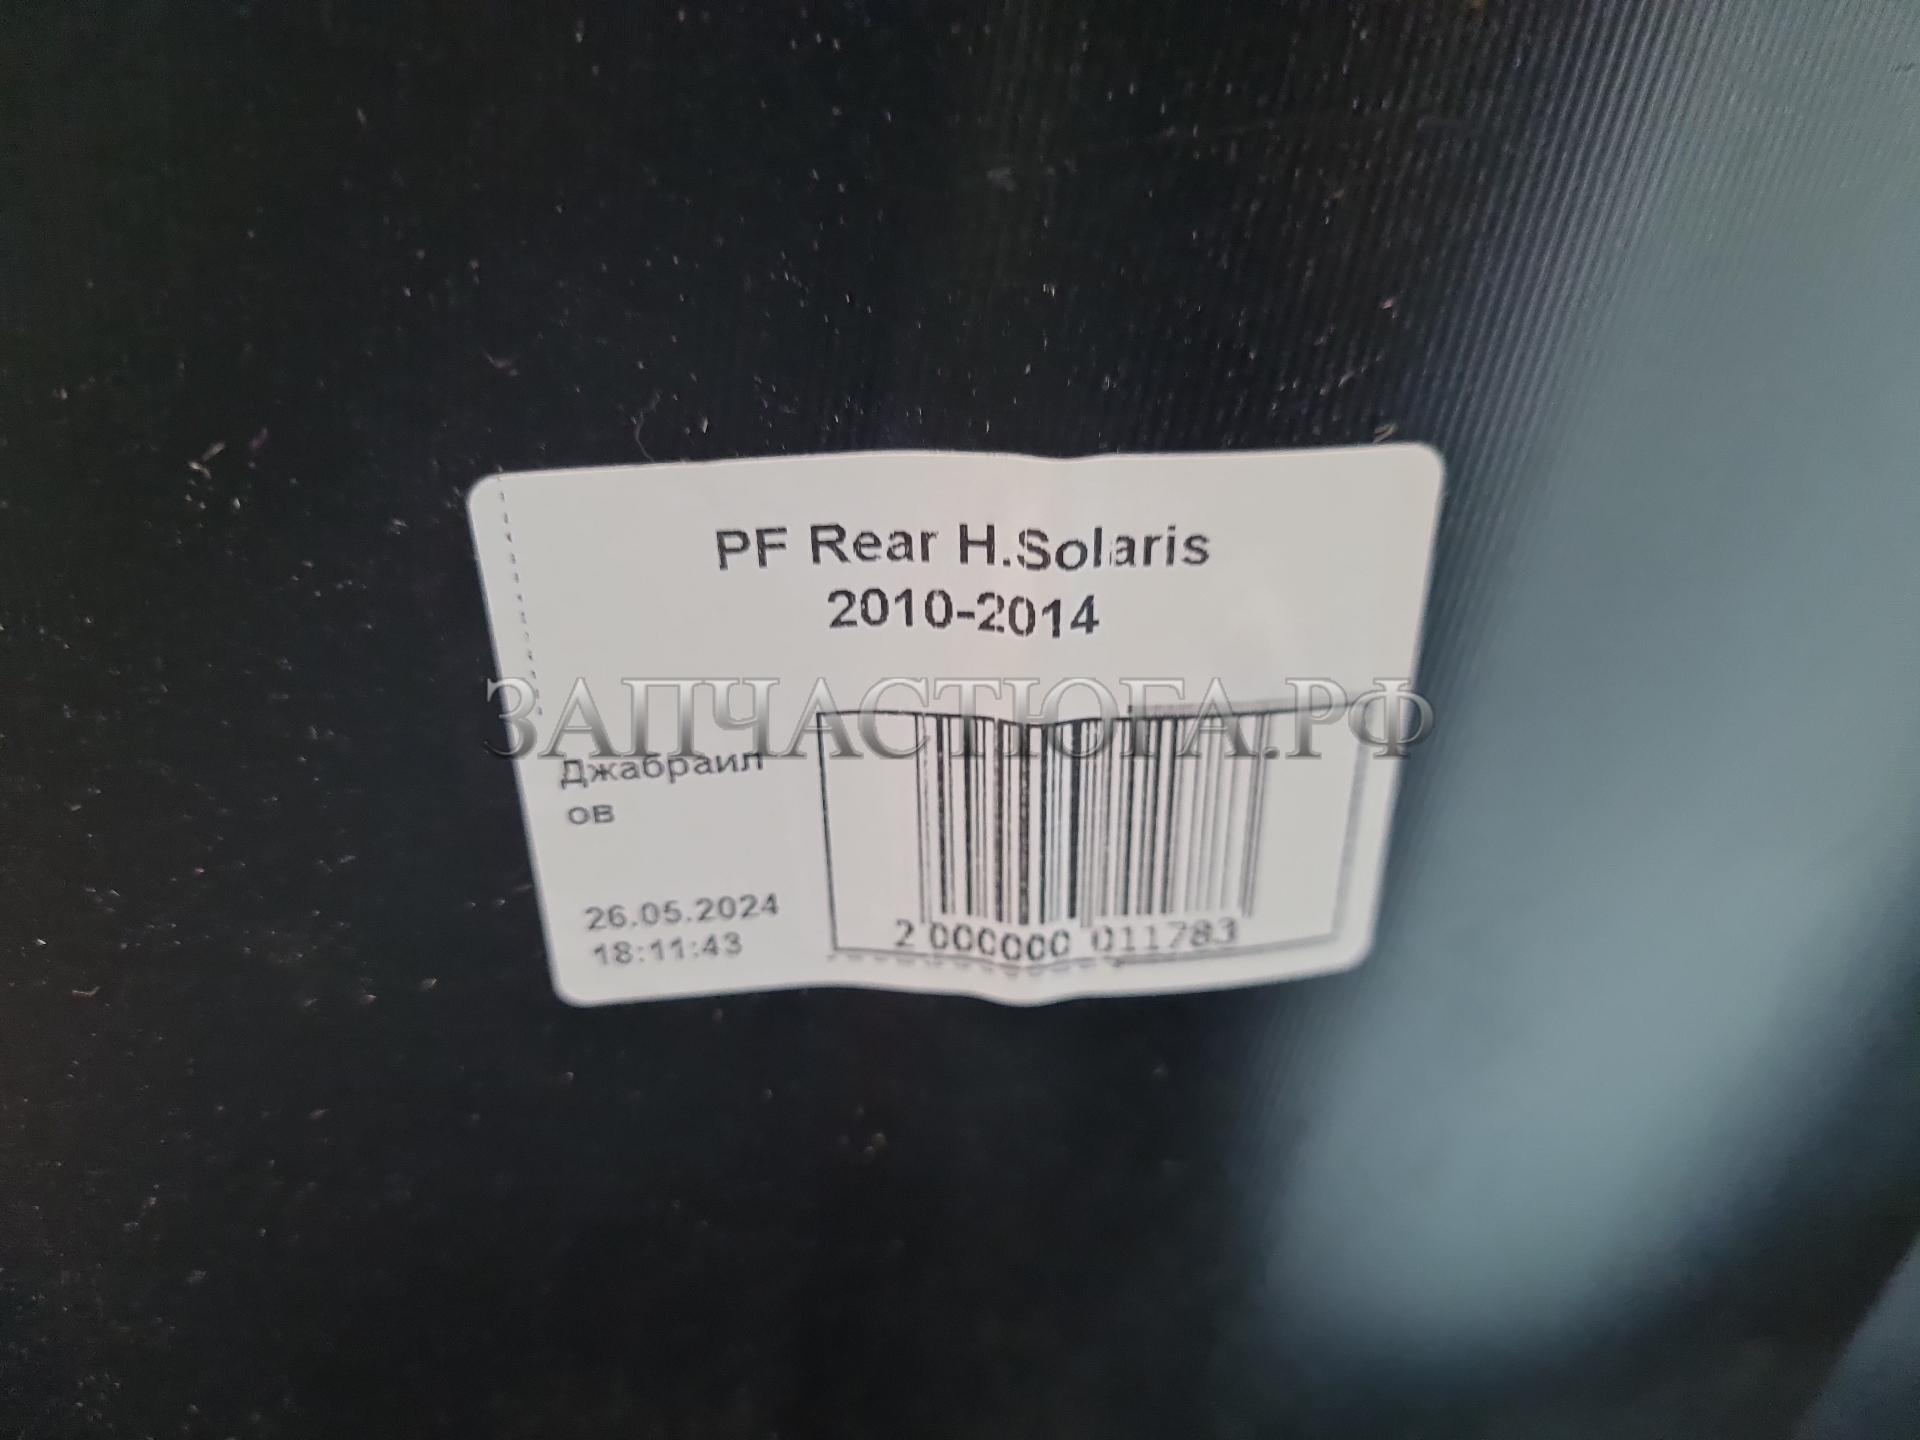 PF Rear H.Solaris
2010-2014
ЗАПЧАСТЮГА.РФ
Джабраил
ов
26.05.2024
18:11:43
2 000000 011783